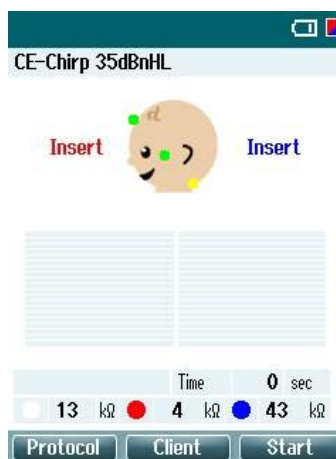 CE-Chirp 35dBnHL
Insert Insert
Time 0 sec
13 kΩ 4 kΩ 43 kΩ
Protocol Client Start